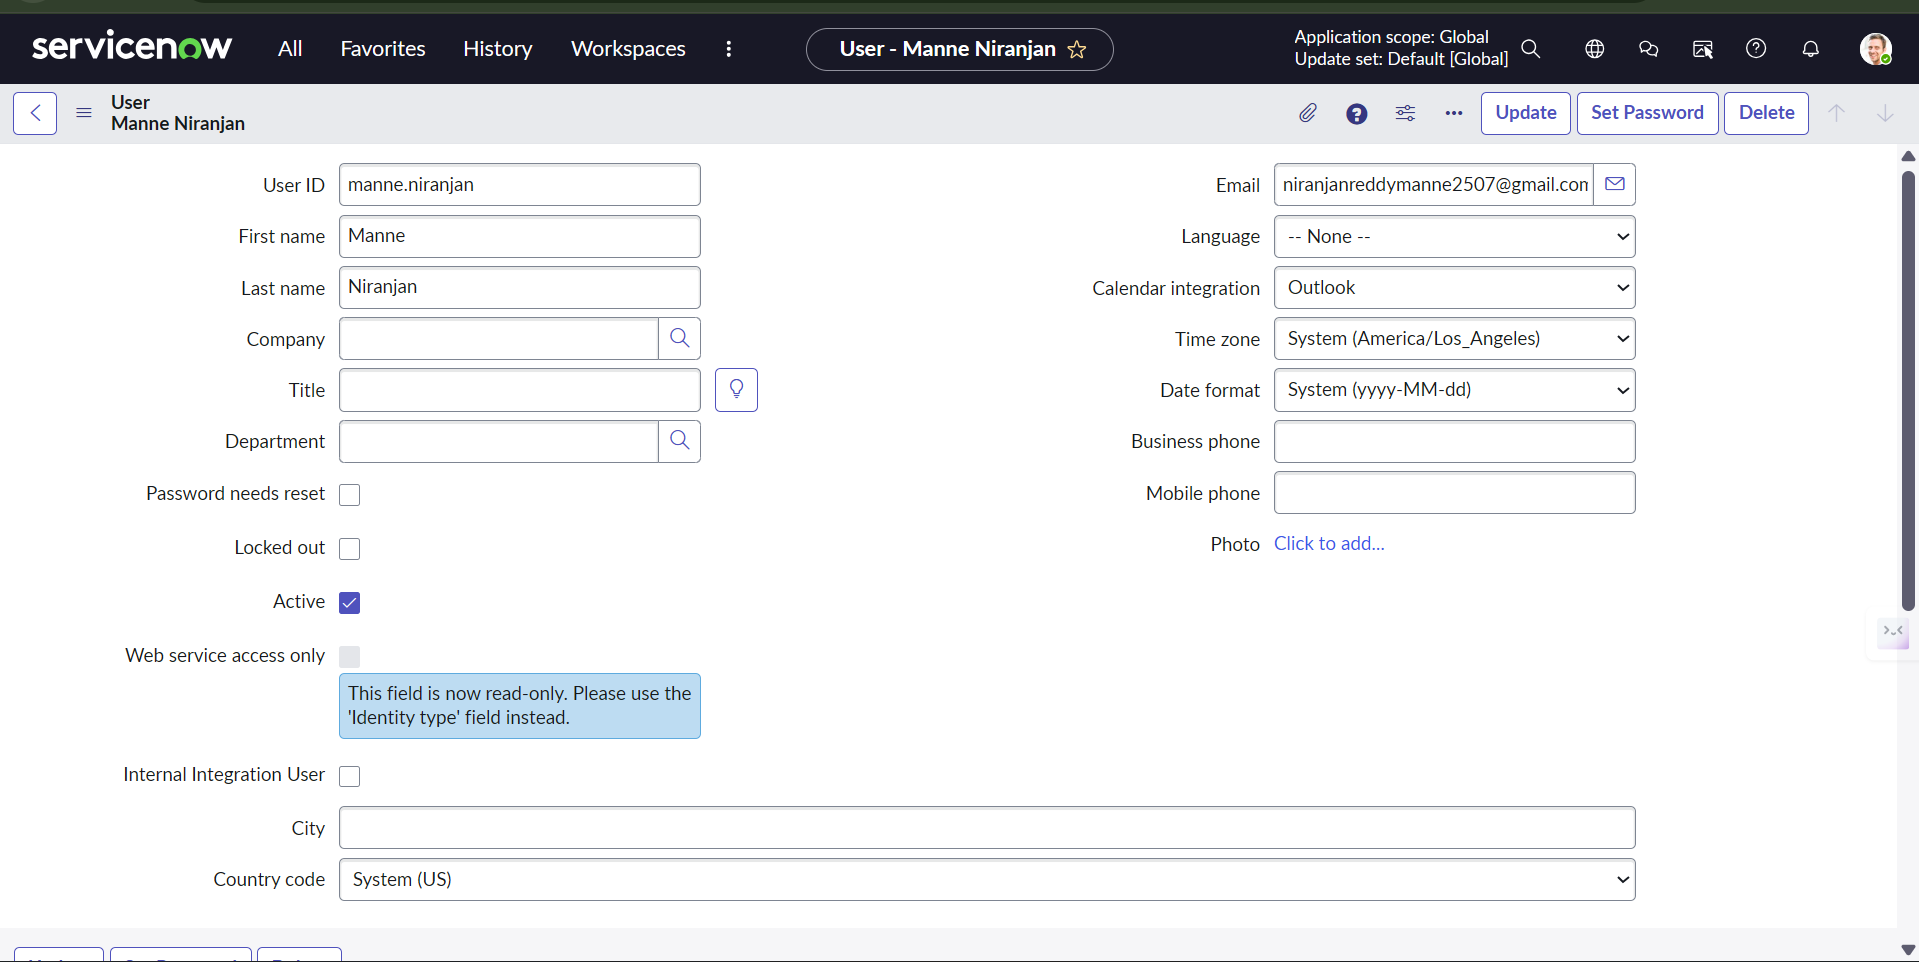 servicenow All Favorites History Workspaces User - Manne Niranjan Application scope: Global
Update set: Default [Global]
User
Manne Niranjan
Update Set Password Delete
User ID manne.niranjan
First name Manne
Last name Niranjan
Company
Title
Department
Password needs reset
Locked out
Active
Web service access only
This field is now read-only. Please use the
'Identity type' field instead.
Internal Integration User
City
Country code System (US)
Email niranjanreddymanne2507@gmail.com
Language -- None --
Calendar integration Outlook
Time zone System (America/Los_Angeles)
Date format System (yyyy-MM-dd)
Business phone
Mobile phone
Photo Click to add...